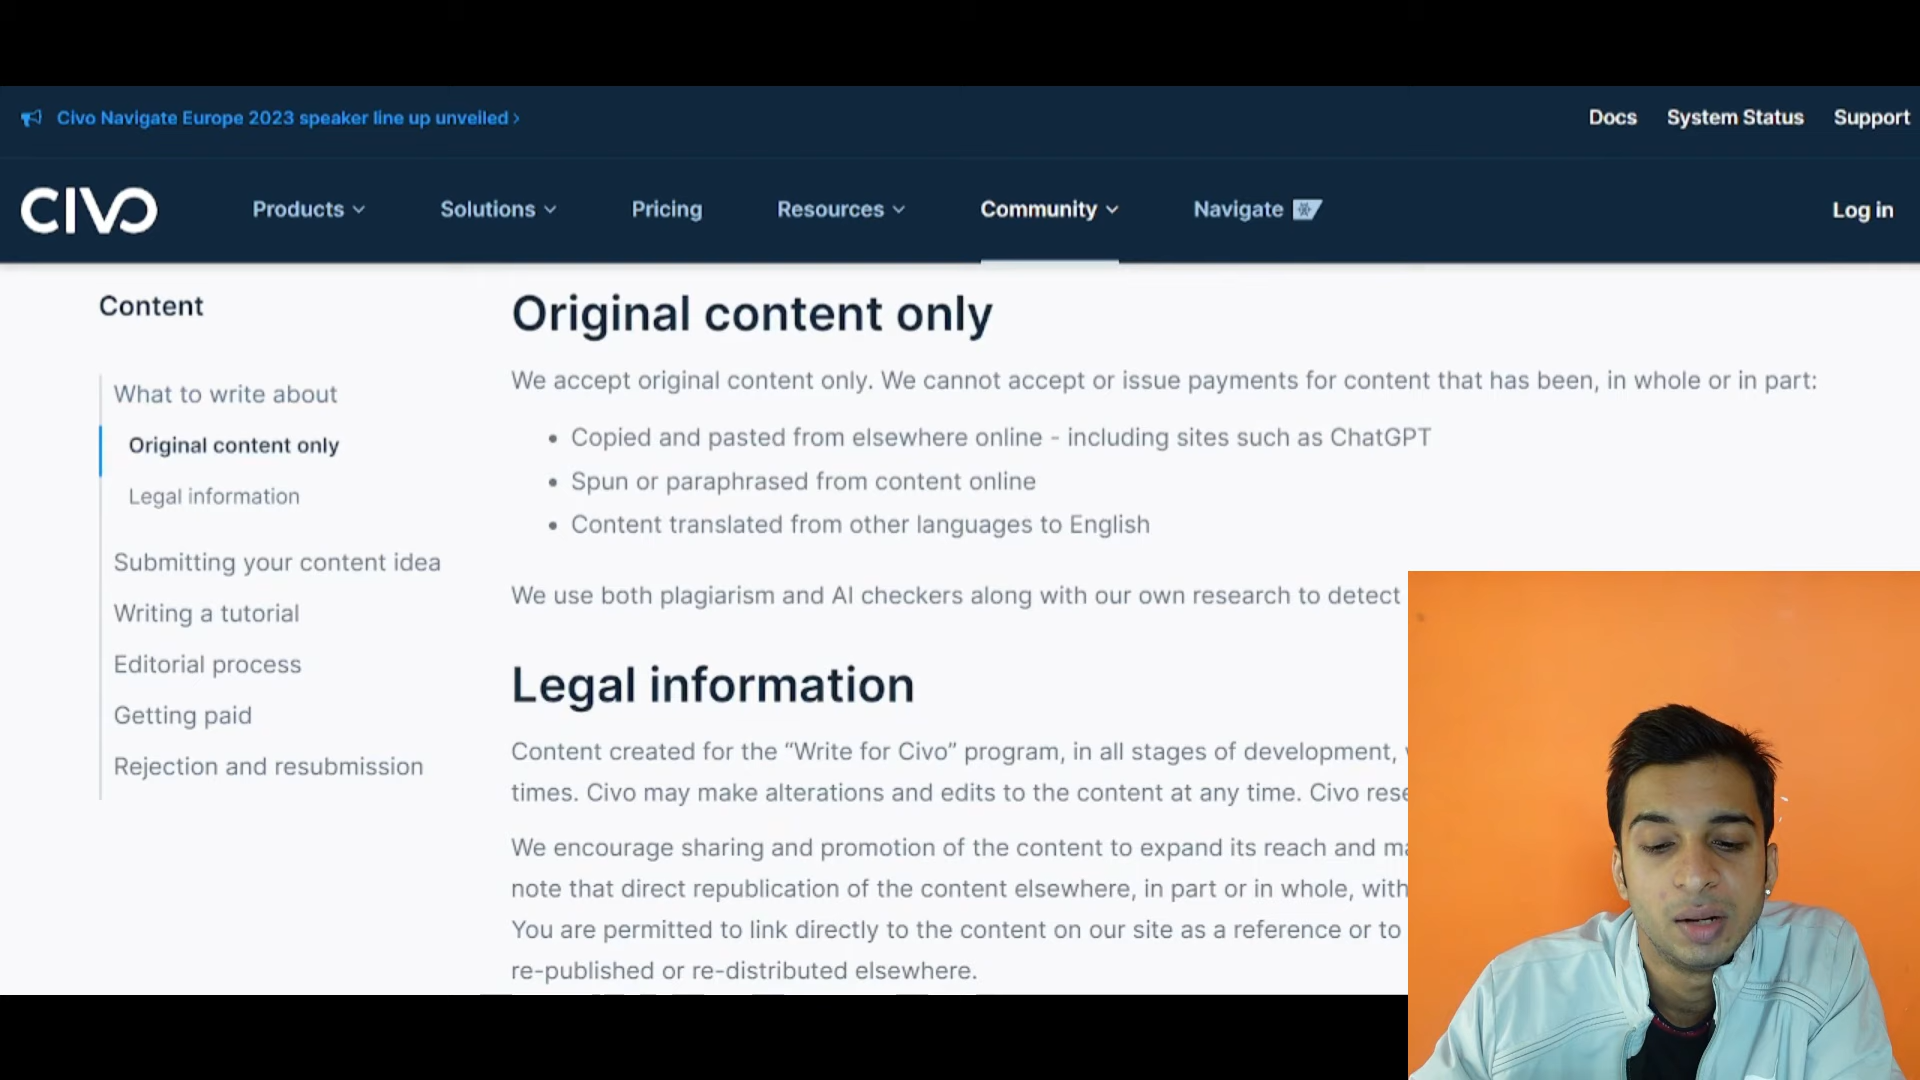 Civo Navigate Europe 2023 speaker line up unveiled
Docs System Status Support
CIVO Products Solutions Pricing Resources Community Navigate Log in
Content
What to write about
Original content only
Legal information
Submitting your content idea
Writing a tutorial
Editorial process
Getting paid
Rejection and resubmission
Original content only
We accept original content only. We cannot accept or issue payments for content that has been, in whole or in part:
• Copied and pasted from elsewhere online - including sites such as ChatGPT
• Spun or paraphrased from content online
• Content translated from other languages to English
We use both plagiarism and AI checkers along with our own research to detect
Legal information
Content created for the “Write for Civo” program, in all stages of development,
times. Civo may make alterations and edits to the content at any time. Civo
We encourage sharing and promotion of the content to expand its reach and
note that direct republication of the content elsewhere, in part or in whole,
You are permitted to link directly to the content on our site as a reference or to
re-published or re-distributed elsewhere.